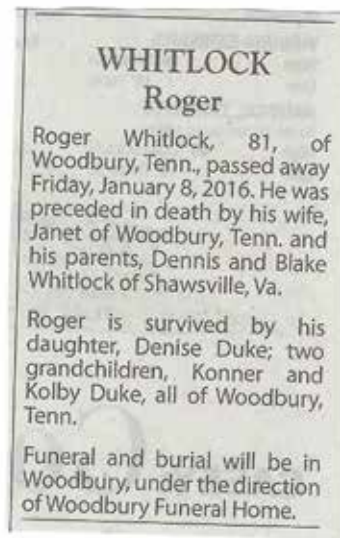 WHITLOCK
Roger
Roger Whitlock, 81, of
Woodbury, Tenn., passed away
Friday, January 8, 2016. He was
preceded in death by his wife,
Janet of Woodbury, Tenn. and
his parents, Dennis and Blake
Whitlock of Shawsville, Va.
Roger is survived by his
daughter, Denise Duke; two
grandchildren, Konner and
Kolby Duke, all of Woodbury,
Tenn.
Funeral and burial will be in
Woodbury, under the direction
of Woodbury Funeral Home.